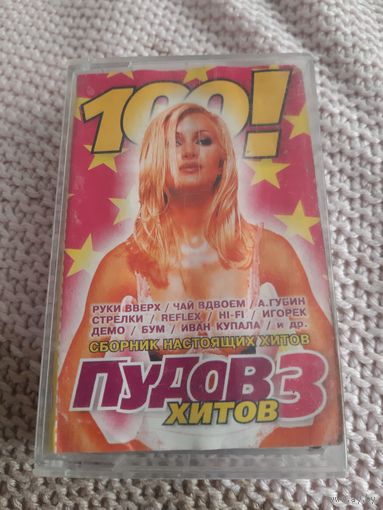 100!
РУКИ ВВЕРХ / ЧАЙ ВДВОЕМ / А.ГУБИН
СТРЕЛКИ / REFLEX / HI-FI / ИГОРЕК
ДЕМО / БУМ / ИВАН КУПАЛА / и др.
СБОРНИК НАСТОЯЩИХ ХИТОВ
ПУДОВ 3
ХИТОВ